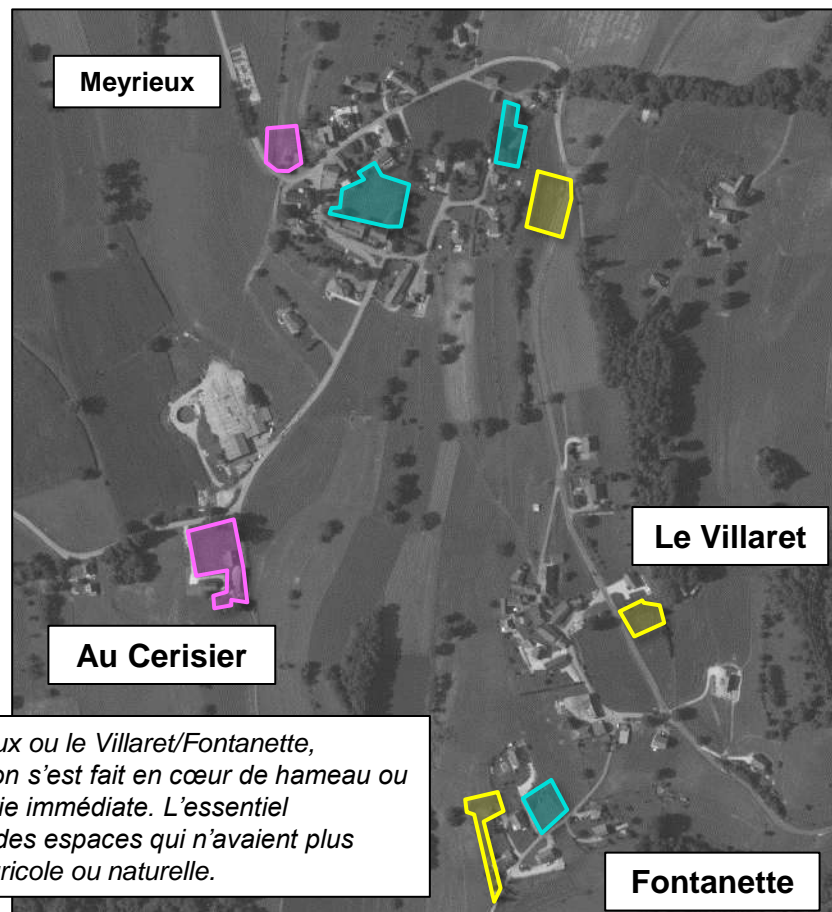 Meyrieux
Le Villaret
Au Cerisier
ux ou le Villaret/Fontanette,
on s'est fait en cœur de hameau ou
ie immédiate. L'essentiel
des espaces qui n'avaient plus
ricole ou naturelle.
Fontanette